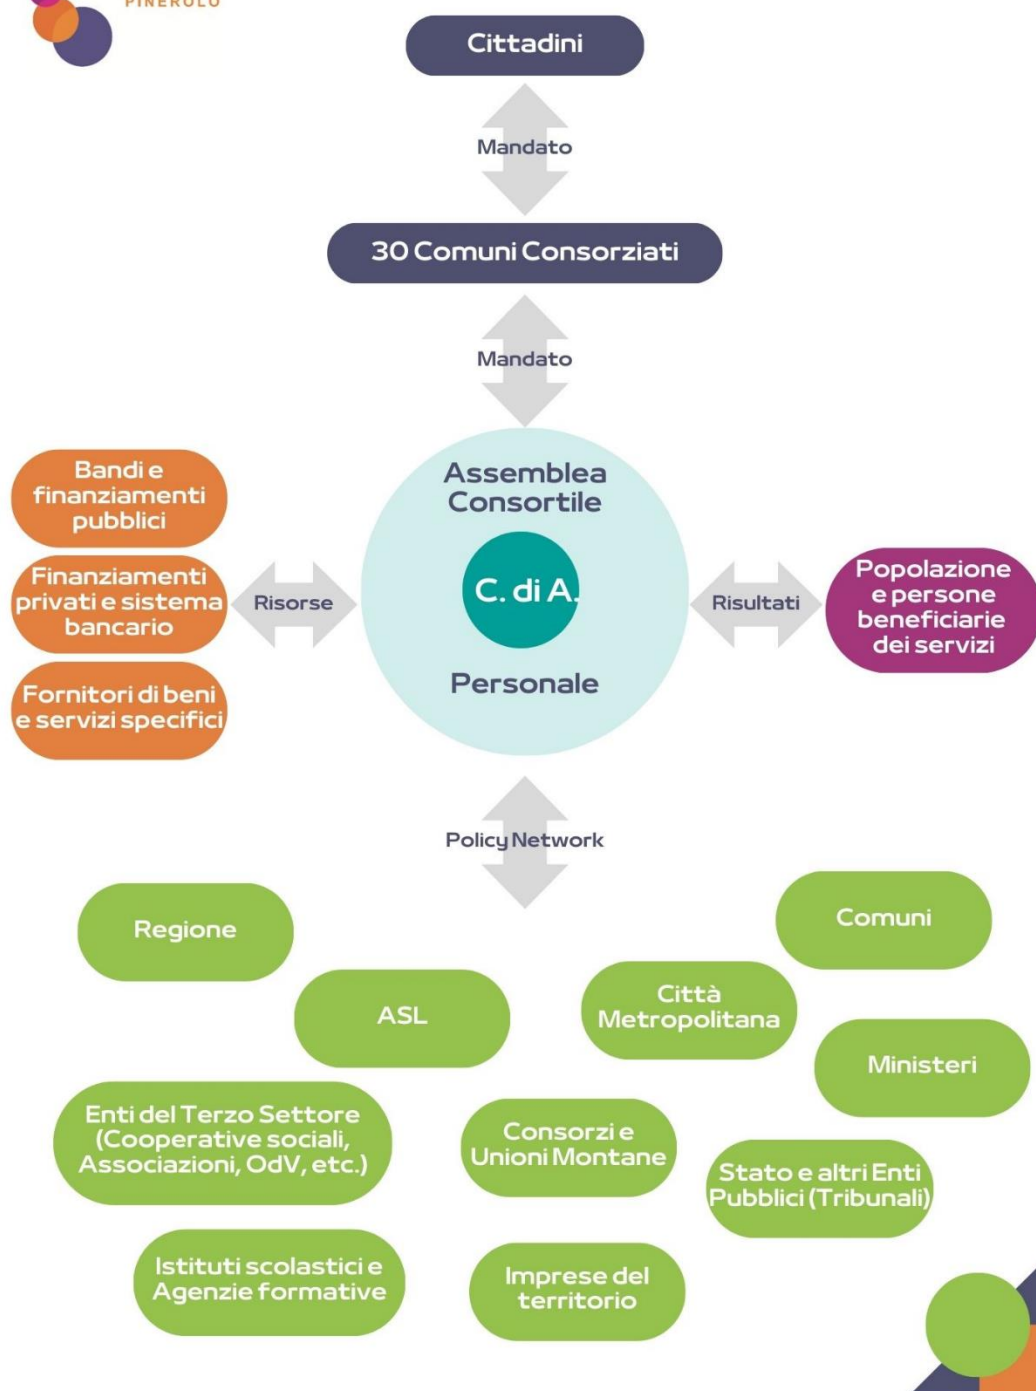 PINEROLO
Cittadini
Mandato
30 Comuni Consorziati
Mandato
Assemblea
Consortile
C. di A.
Personale
Bandi e
finanziamenti
pubblici
Finanziamenti
privati e sistema
bancario
Fornitori di beni
e servizi specifici
Risorse
Risultati
Popolazione
e persone
beneficiarie
dei servizi
Policy Network
Regione
Comuni
ASL
Città
Metropolitana
Ministeri
Enti del Terzo Settore
(Cooperative sociali,
Associazioni, OdV, etc.)
Consorzi e
Unioni Montane
Stato e altri Enti
Pubblici (Tribunali)
Istituti scolastici e
Agenzie formative
Imprese del
territorio